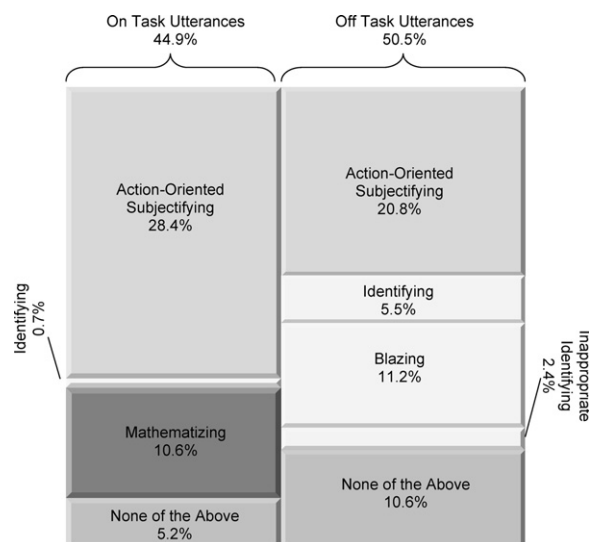 On Task Utterances
44.9%
Off Task Utterances
50.5%
Action-Oriented
Subjectifying
28.4%
Identifying
0.7%
Mathematizing
10.6%
None of the Above
5.2%
Action-Oriented
Subjectifying
20.8%
Identifying
5.5%
Blazing
11.2%
Inappropriate
Identifying
2.4%
None of the Above
10.6%